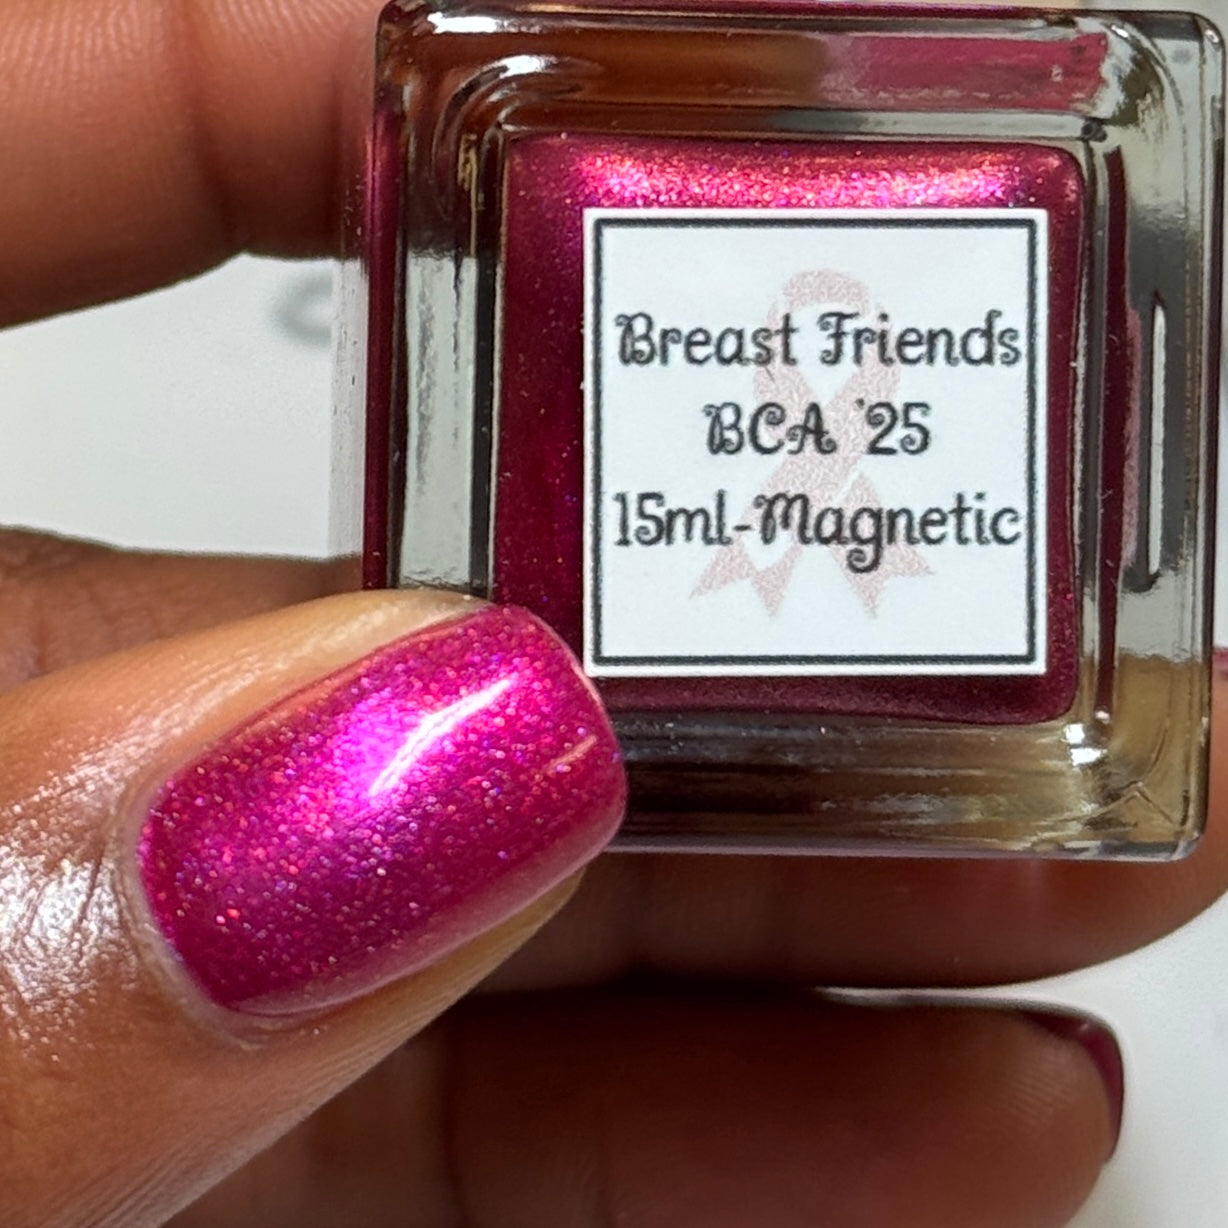 Breast Friends
BCA '25
15ml-Magnetic